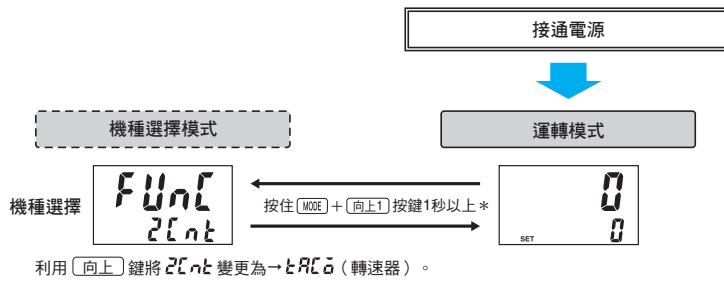 接通電源
機種選擇模式
運轉模式
機種選擇
FUnC
2Cnt
按住 MODE + 向上1 按鍵1秒以上＊
0
SET 0
利用 向上 鍵將 2Cnt 變更為→tACo（轉速器）。